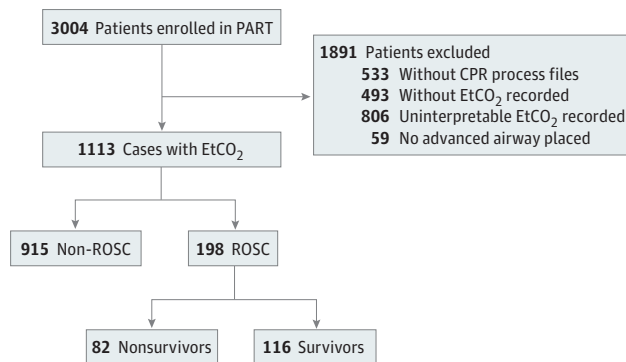 3004 Patients enrolled in PART
1891 Patients excluded
533 Without CPR process files
493 Without EtCO₂ recorded
806 Uninterpretable EtCO₂ recorded
59 No advanced airway placed
1113 Cases with EtCO₂
915 Non-ROSC
198 ROSC
82 Nonsurvivors
116 Survivors